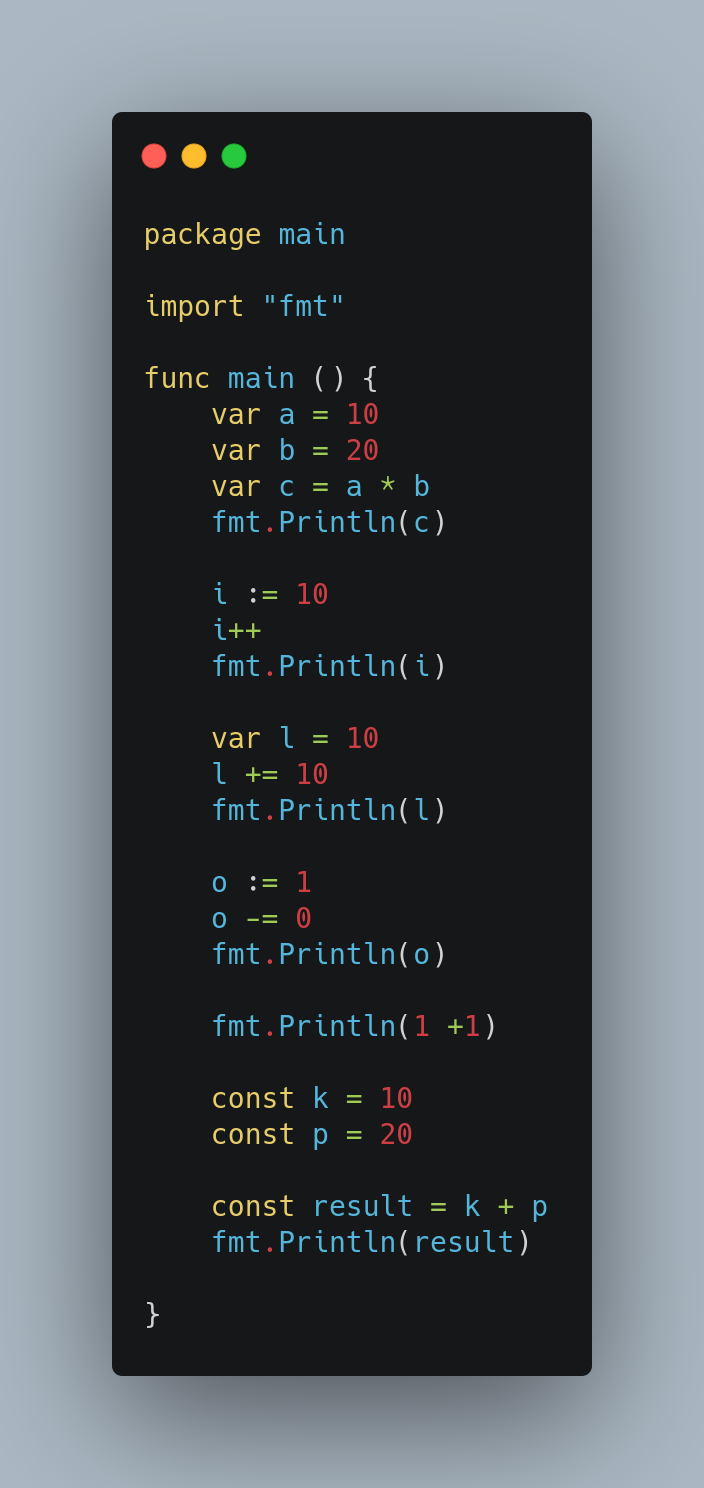 package main

import "fmt"

func main () {
    var a = 10
    var b = 20
    var c = a * b
    fmt.Println(c)

    i := 10
    i++
    fmt.Println(i)

    var l = 10
    l += 10
    fmt.Println(l)

    o := 1
    o -= 0
    fmt.Println(o)

    fmt.Println(1 +1)

    const k = 10
    const p = 20

    const result = k + p
    fmt.Println(result)

}